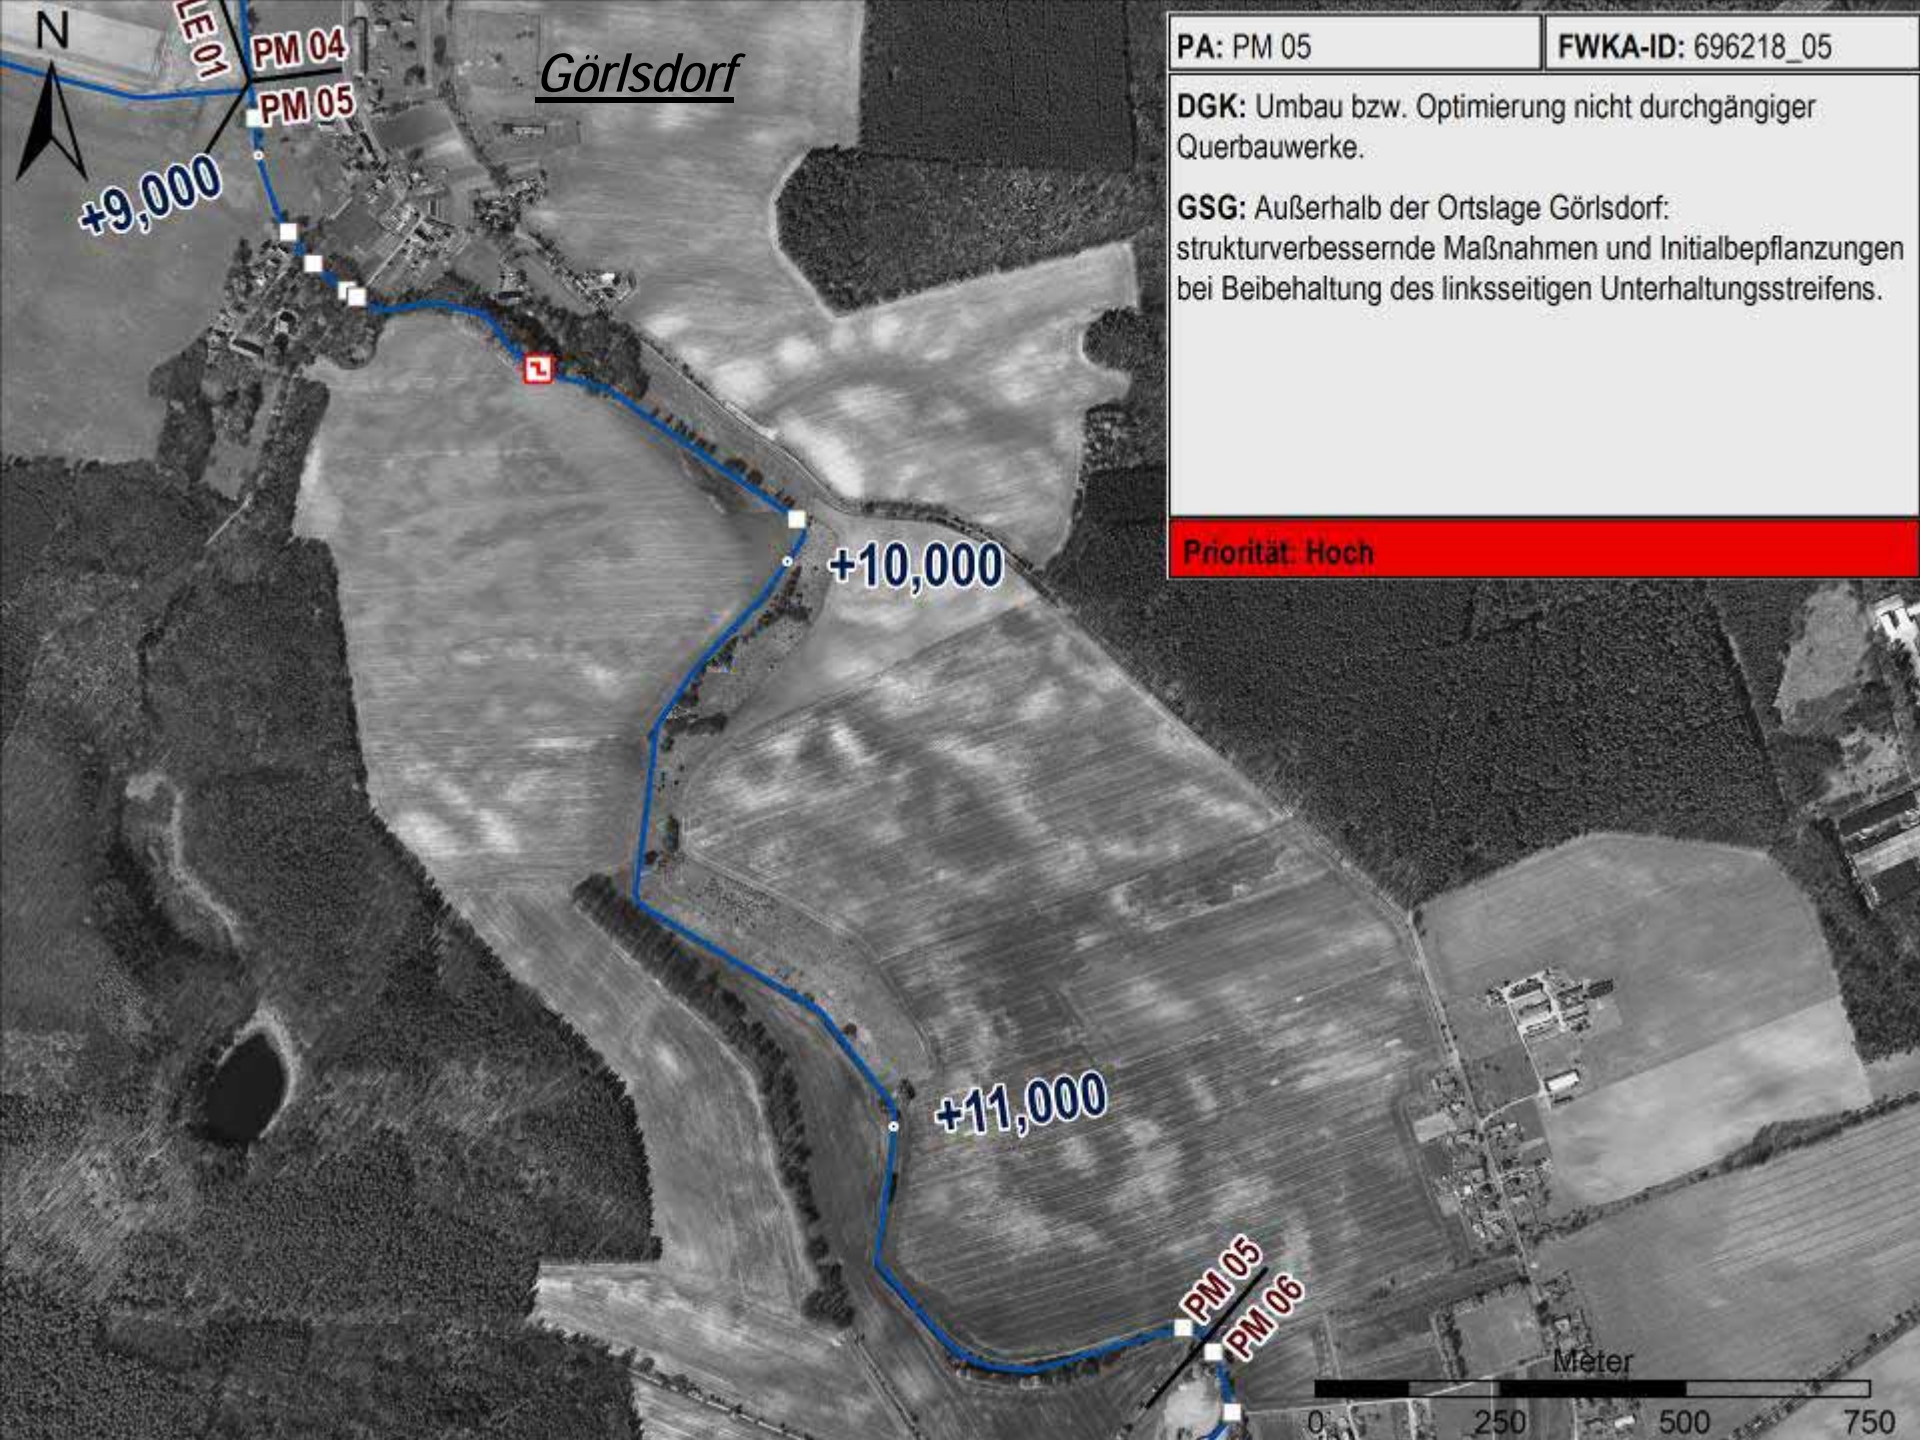 N
LE 01
PM 04
PM 05
Görlsdorf
+9,000
PA: PM 05
FWKA-ID: 696218_05
DGK: Umbau bzw. Optimierung nicht durchgängiger
Querbauwerke.
GSG: Außerhalb der Ortslage Görlsdorf:
strukturverbessernde Maßnahmen und Initialbepflanzungen
bei Beibehaltung des linksseitigen Unterhaltungsstreifens.
Priorität: Hoch
+10,000
+11,000
PM 05
PM 06
Meter
0 250 500 750